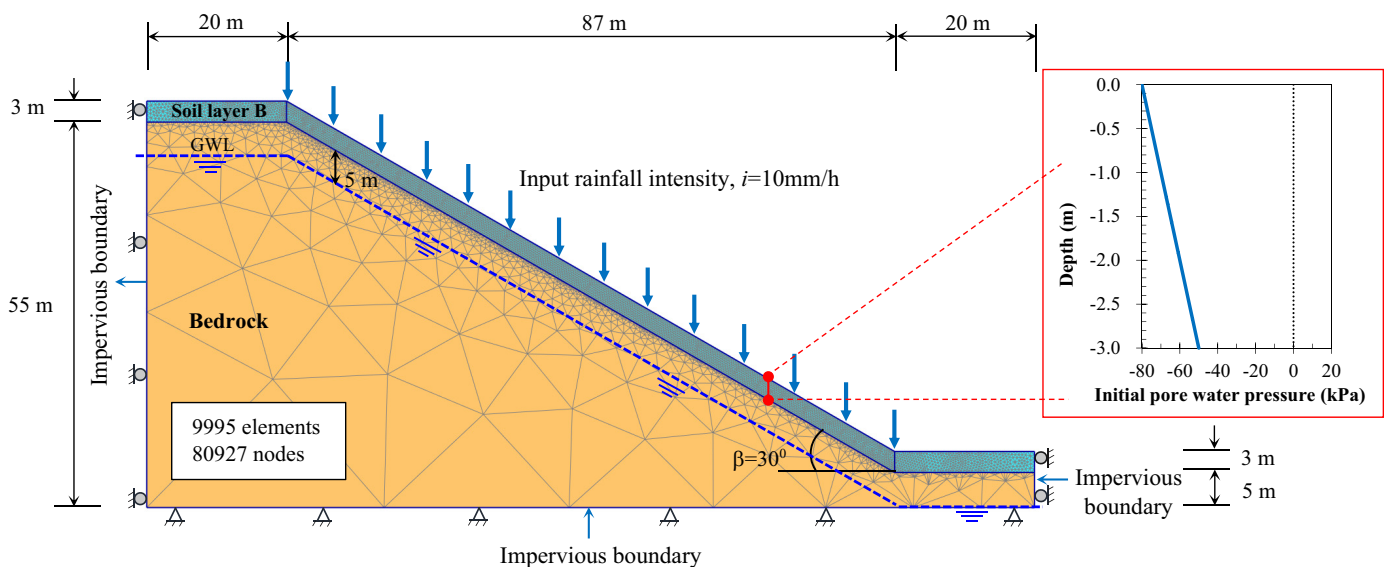 20 m
87 m
20 m
3 m
Soil layer B
GWL
5 m
Input rainfall intensity, i=10mm/h
Impervious boundary
55 m
Bedrock
9995 elements
80927 nodes
β=30⁰
3 m
5 m
Impervious
boundary
Impervious boundary
0.0
-0.5
-1.0
-1.5
-2.0
-2.5
-3.0
Depth (m)
-80 -60 -40 -20 0 20
Initial pore water pressure (kPa)